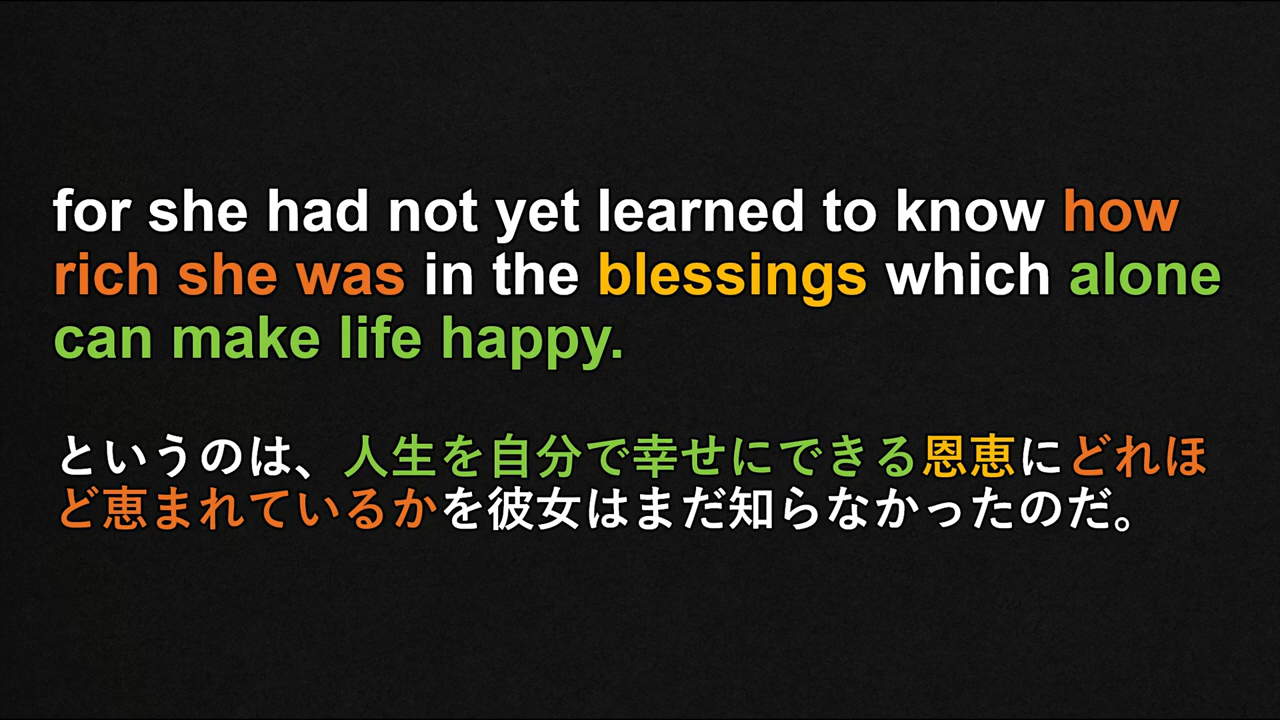 for she had not yet learned to know how
rich she was in the blessings which alone
can make life happy.
というのは、人生を自分で幸せにできる恩恵にどれほ
ど恵まれているかを彼女はまだ知らなかったのだ。